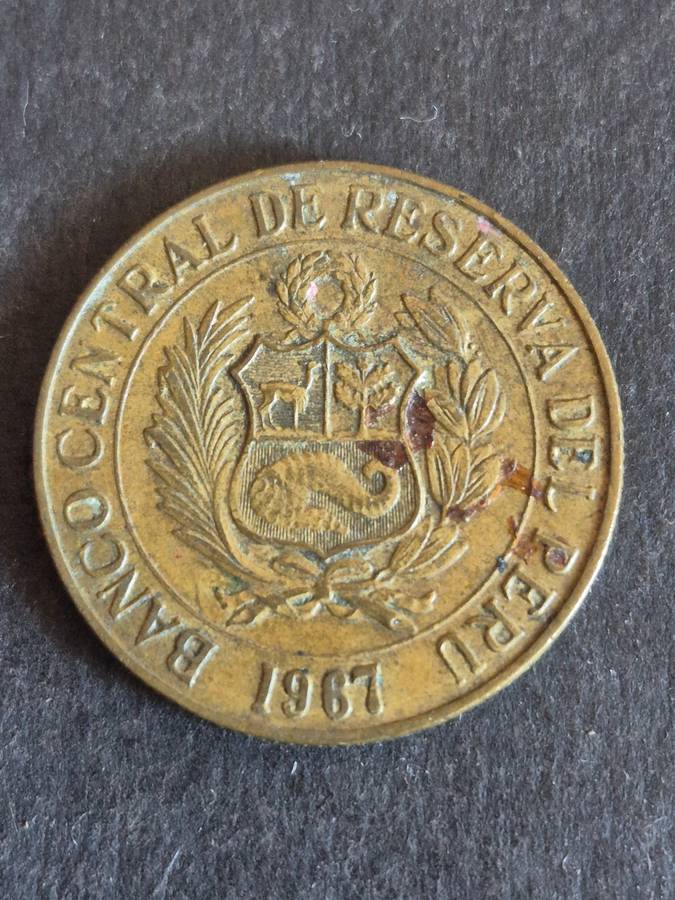 BANCO CENTRAL DE RESERVA DEL PERU
1967